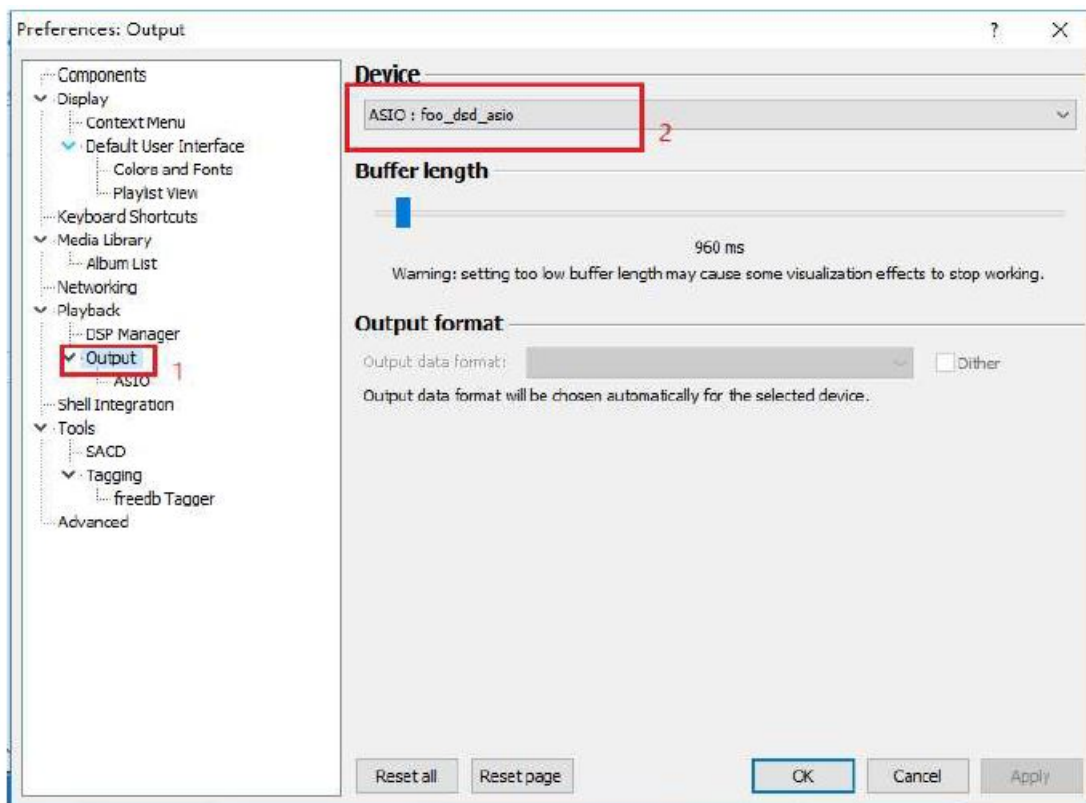 Preferences: Output
?
Components
Display
Context Menu
Default User Interface
Colors and Fonts
Playlist View
Keyboard Shortcuts
Media Library
Album List
Networking
Playback
DSP Manager
Output
1
ASIO
Shell Integration
Tools
SACD
Tagging
freedb Tagger
Advanced
Device
ASIO : foo_dsd_asio
2
Buffer length
960 ms
Warning: setting too low buffer length may cause some visualization effects to stop working.
Output format
Output data format:
Dither
Output data format will be chosen automatically for the selected device.
Reset all
Reset page
OK
Cancel
Apply